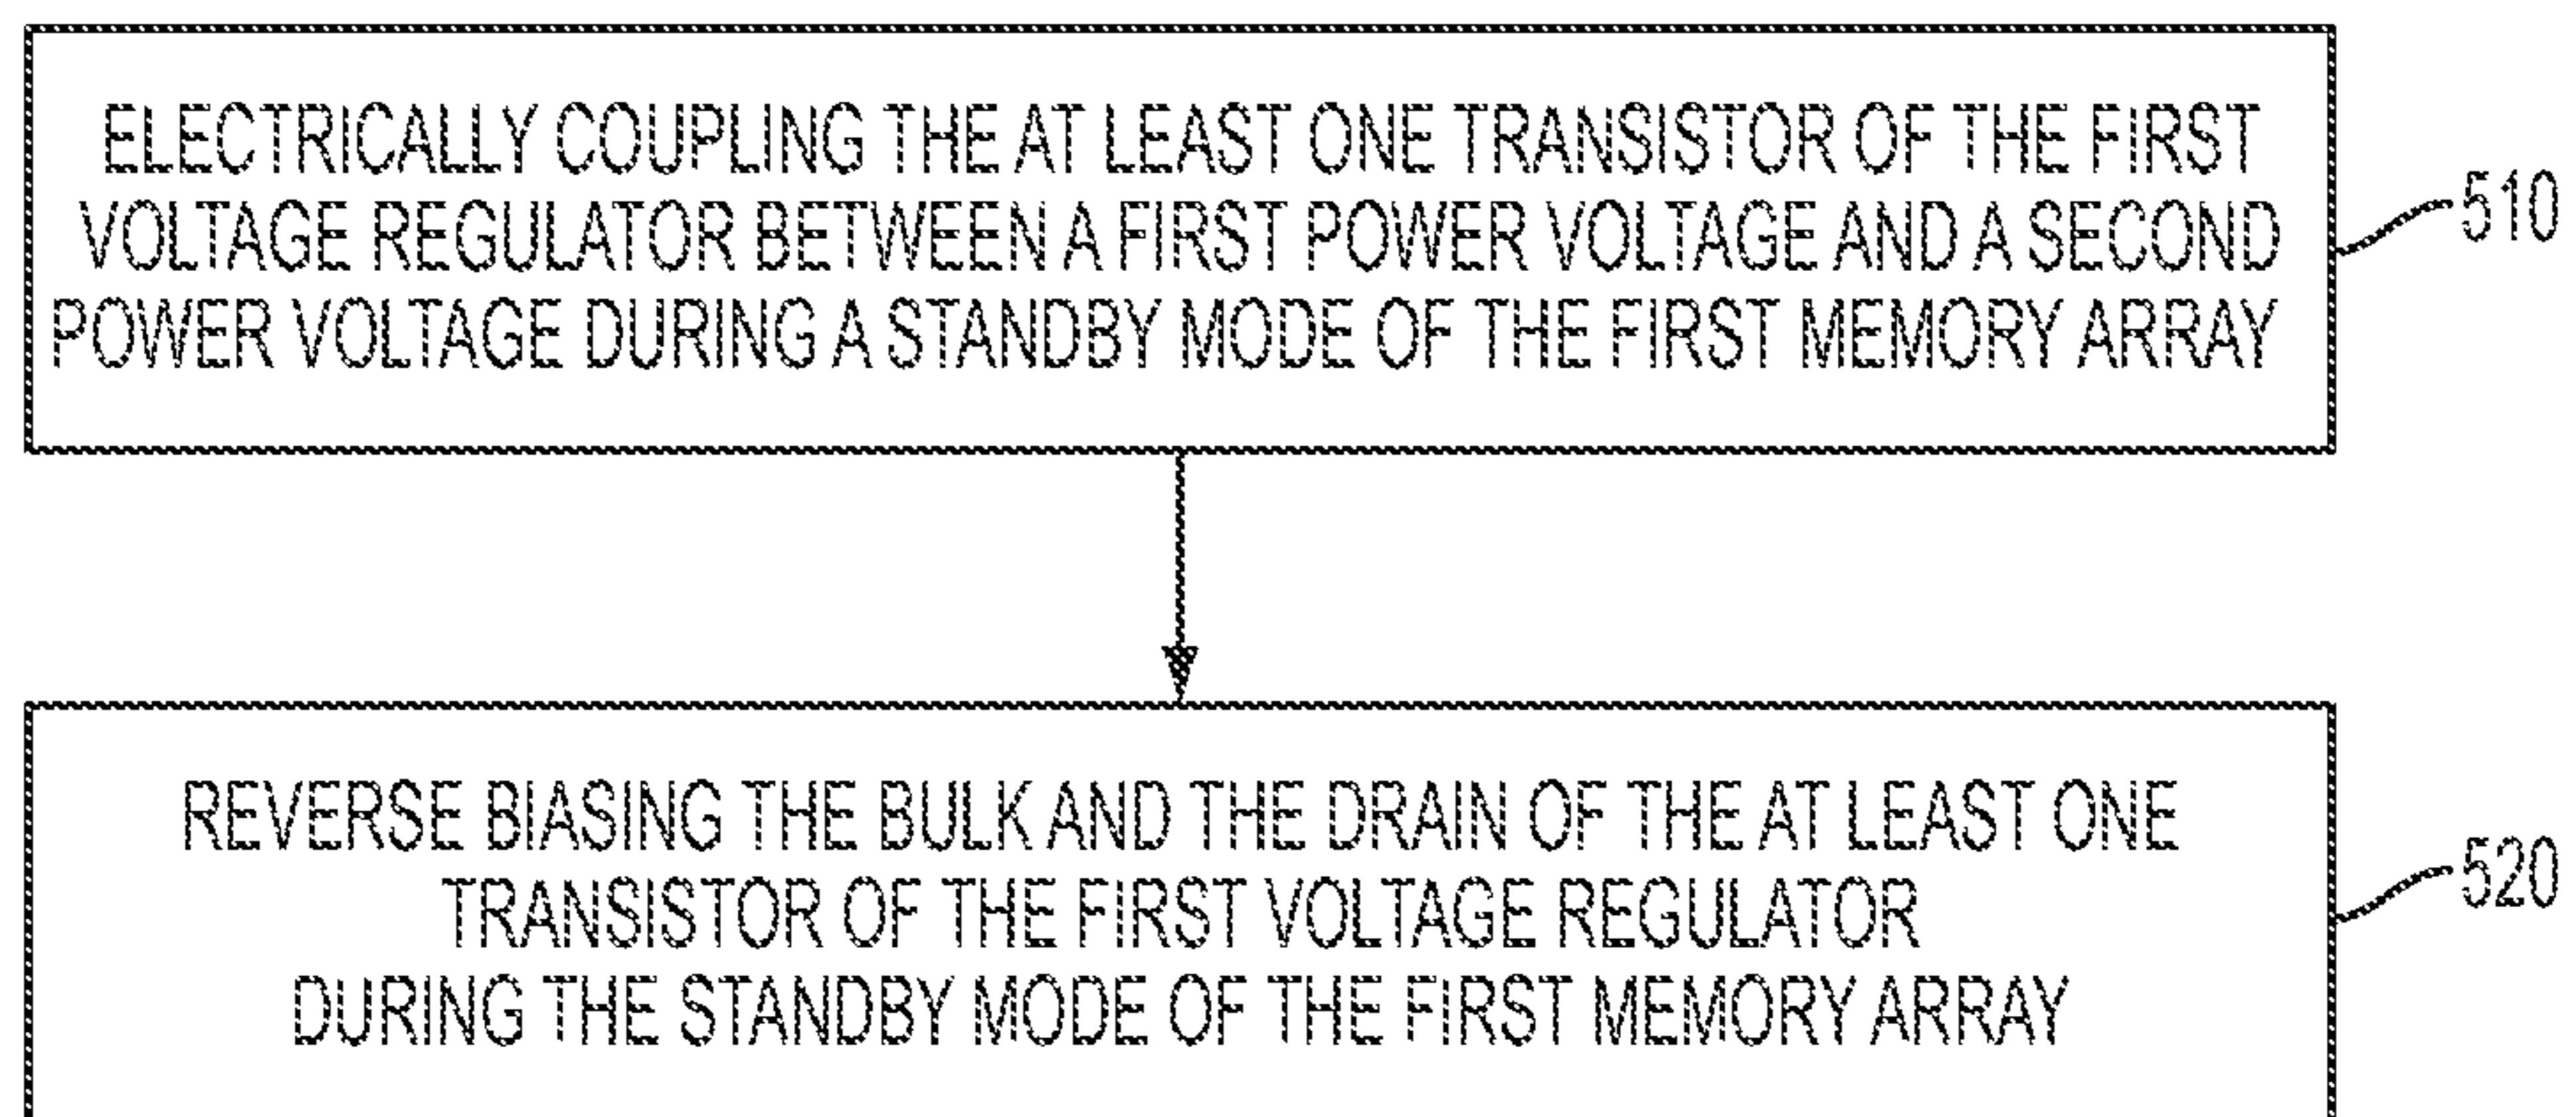 ELECTRICALLY COUPLING THE AT LEAST ONE TRANSISTOR OF THE FIRST
VOLTAGE REGULATOR BETWEEN A FIRST POWER VOLTAGE AND A SECOND
POWER VOLTAGE DURING A STANDBY MODE OF THE FIRST MEMORY ARRAY
510
REVERSE BIASING THE BULK AND THE DRAIN OF THE AT LEAST ONE
TRANSISTOR OF THE FIRST VOLTAGE REGULATOR
DURING THE STANDBY MODE OF THE FIRST MEMORY ARRAY
520